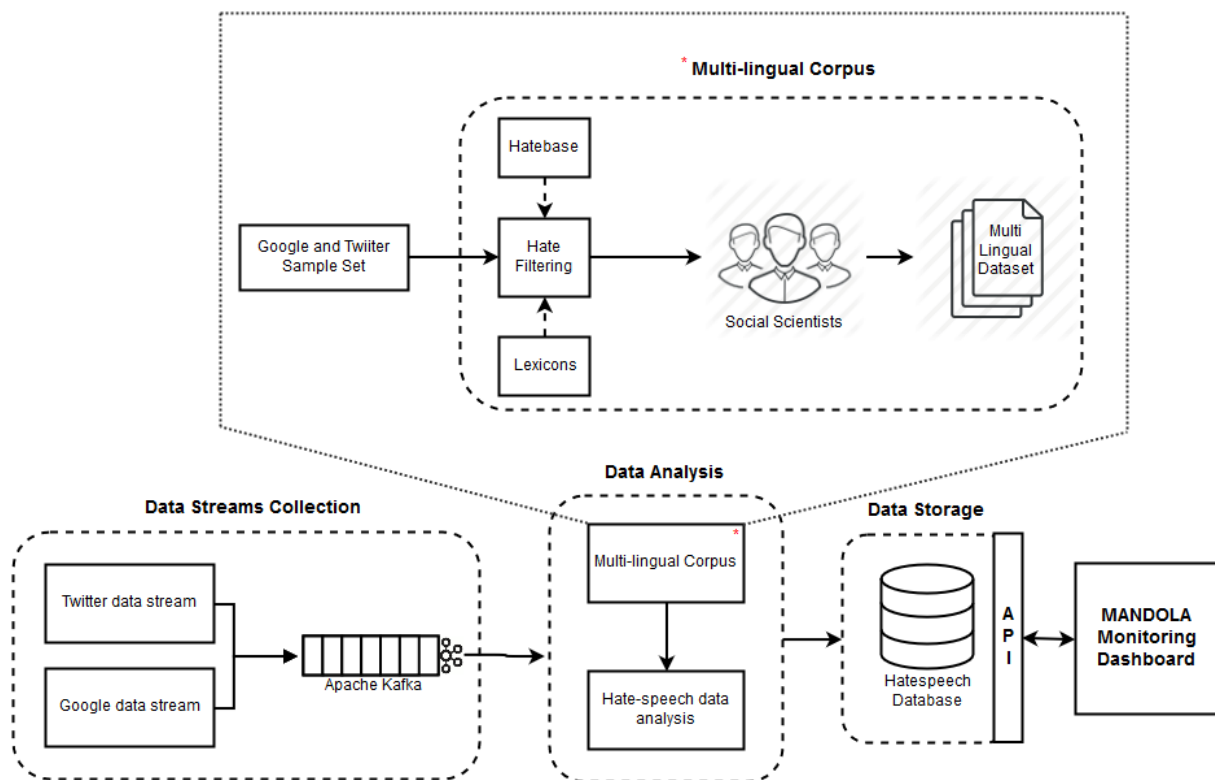 * Multi-lingual Corpus
Hatebase
Google and Twiiter
Sample Set
Hate
Filtering
Lexicons
Social Scientists
Multi
Lingual
Dataset
Data Streams Collection
Twitter data stream
Google data stream
Apache Kafka
Data Analysis
Multi-lingual Corpus *
Hate-speech data
analysis
Data Storage
Hatespeech
Database
A
P
I
MANDOLA
Monitoring
Dashboard